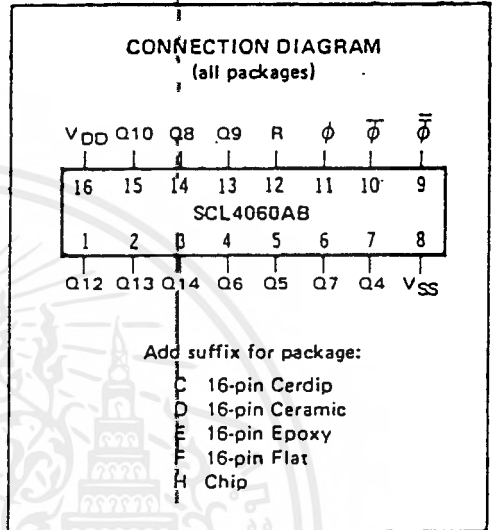 CONNECTION DIAGRAM
(all packages)
VDD Q10 Q8 Q9 R ϕ ϕ̅ ϕ̿
16 15 14 13 12 11 10 9
SCL4060AB
1 2 3 4 5 6 7 8
Q12 Q13 Q14 Q6 Q5 Q7 Q4 VSS
Add suffix for package:
C 16-pin Cerdip
D 16-pin Ceramic
E 16-pin Epoxy
F 16-pin Flat
H Chip